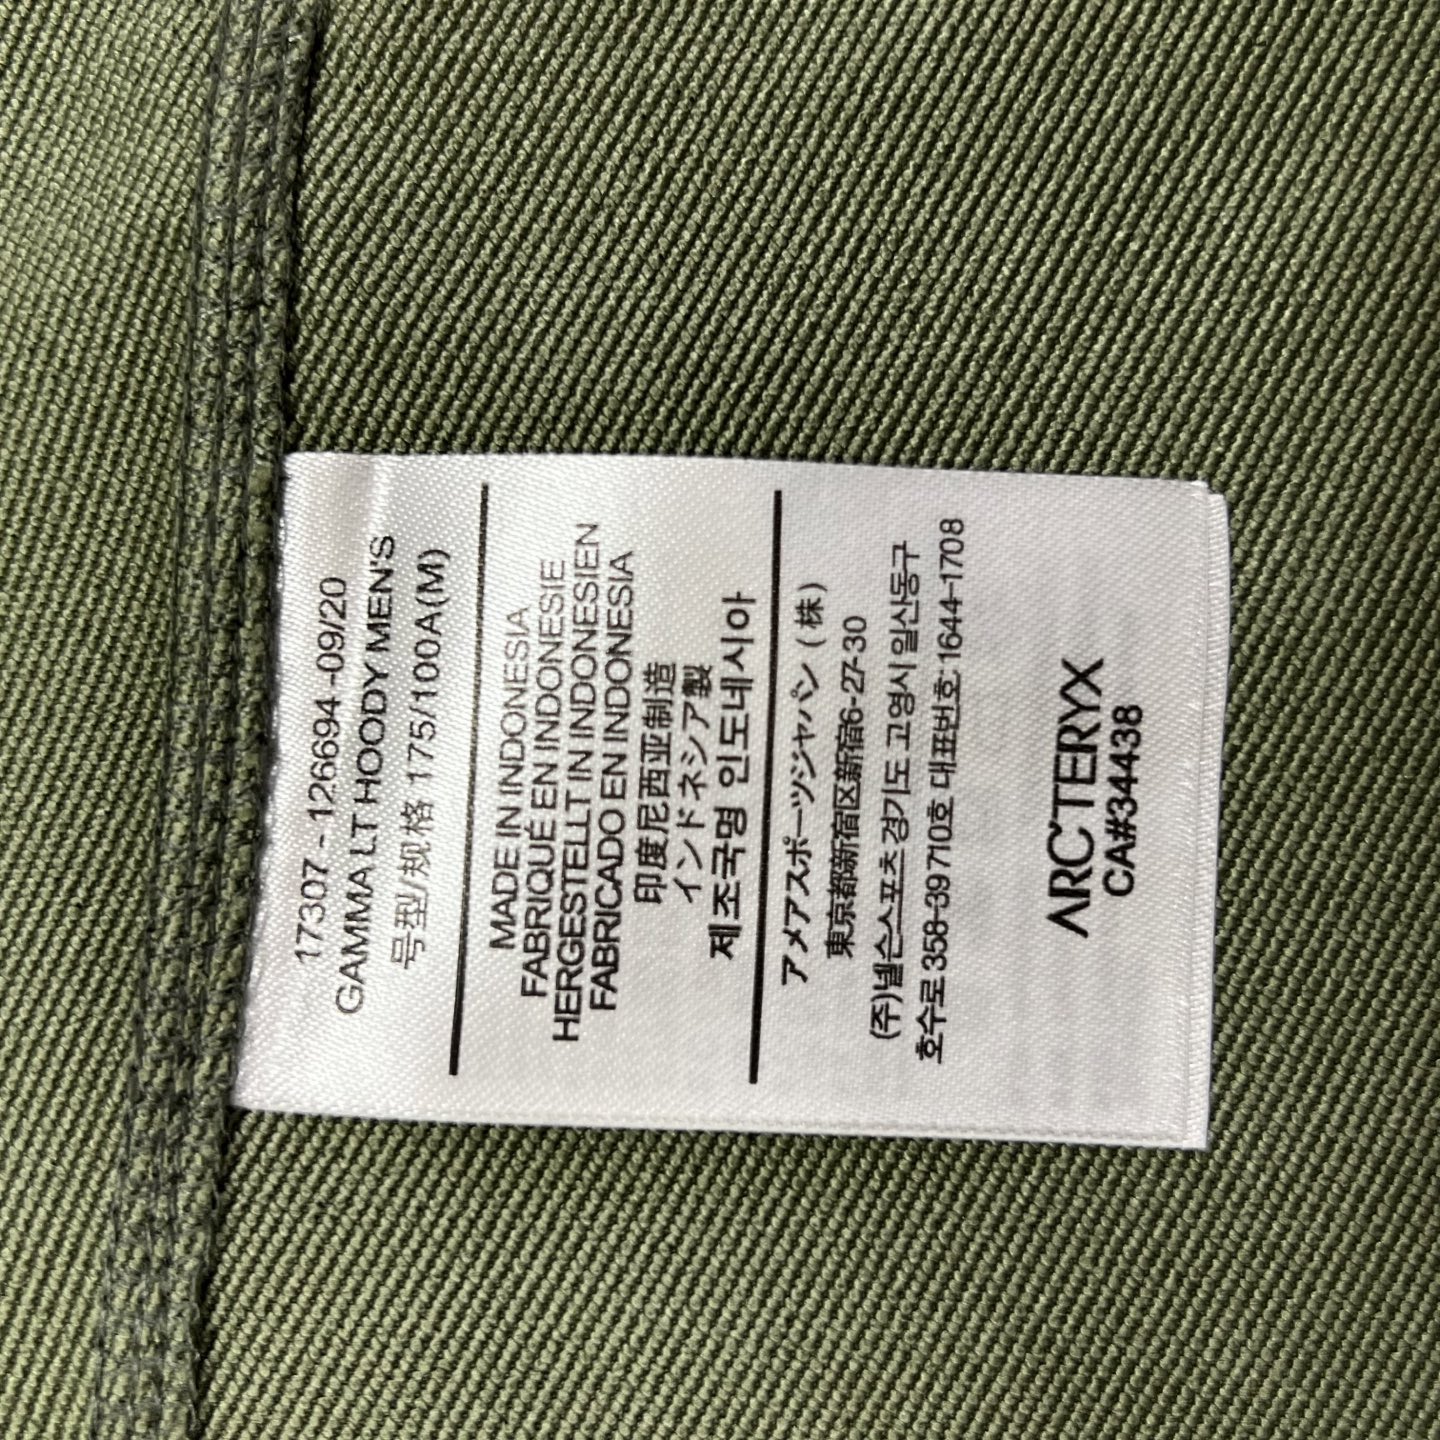 17307 - 126694 -09/20
GAMMA LT HOODY MEN'S
号型/规格 175/100A(M)
MADE IN INDONESIA
FABRIQUÉ EN INDONESIE
HERGESTELLT IN INDONESIEN
FABRICADO EN INDONESIA
印度尼西亚制造
インドネシア製
제조국명 인도네시아
アメアスポーツジャパン (株)
東京都新宿区新宿6-27-30
(주)넬슨스포츠 경기도 고영시 일산동구
호수로 358-39 710호 대표번호: 1644-1708
ARC'TERYX
CA#34438